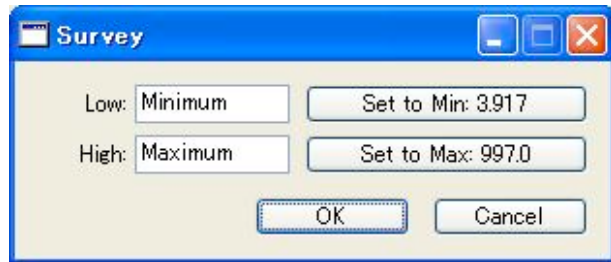 Survey
Low: Minimum Set to Min: 3.917
High: Maximum Set to Max: 997.0
OK Cancel